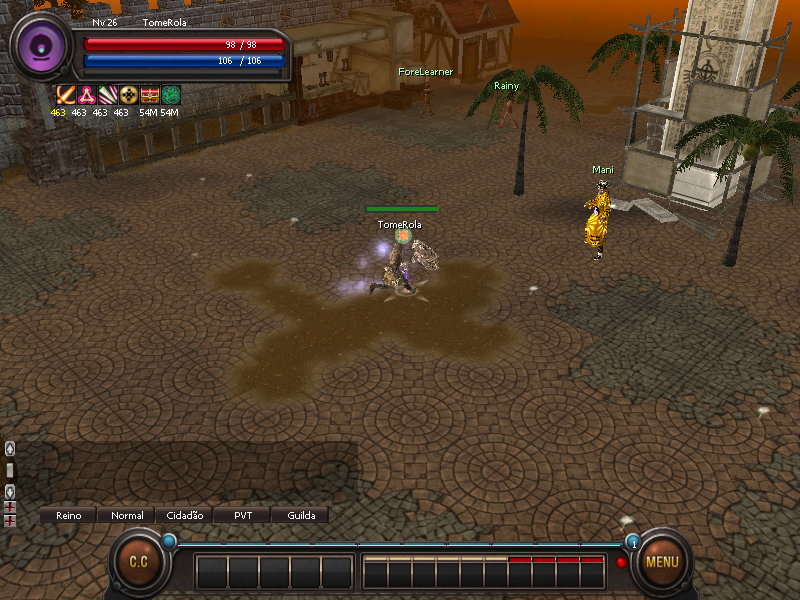 Nv 26 TomeRola
98 / 98
106 / 106
463 463 463 463 54M 54M
ForeLearner
Rainy
Mani
TomeRola
Reino Normal Cidadão PVT Guilda
C.C
1
MENU